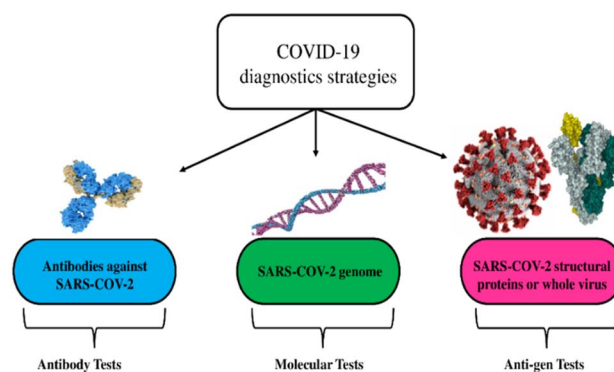 COVID-19
diagnostics strategies
Antibodies against
SARS-COV-2
SARS-COV-2 genome
SARS-COV-2 structural
proteins or whole virus
Antibody Tests
Molecular Tests
Anti-gen Tests